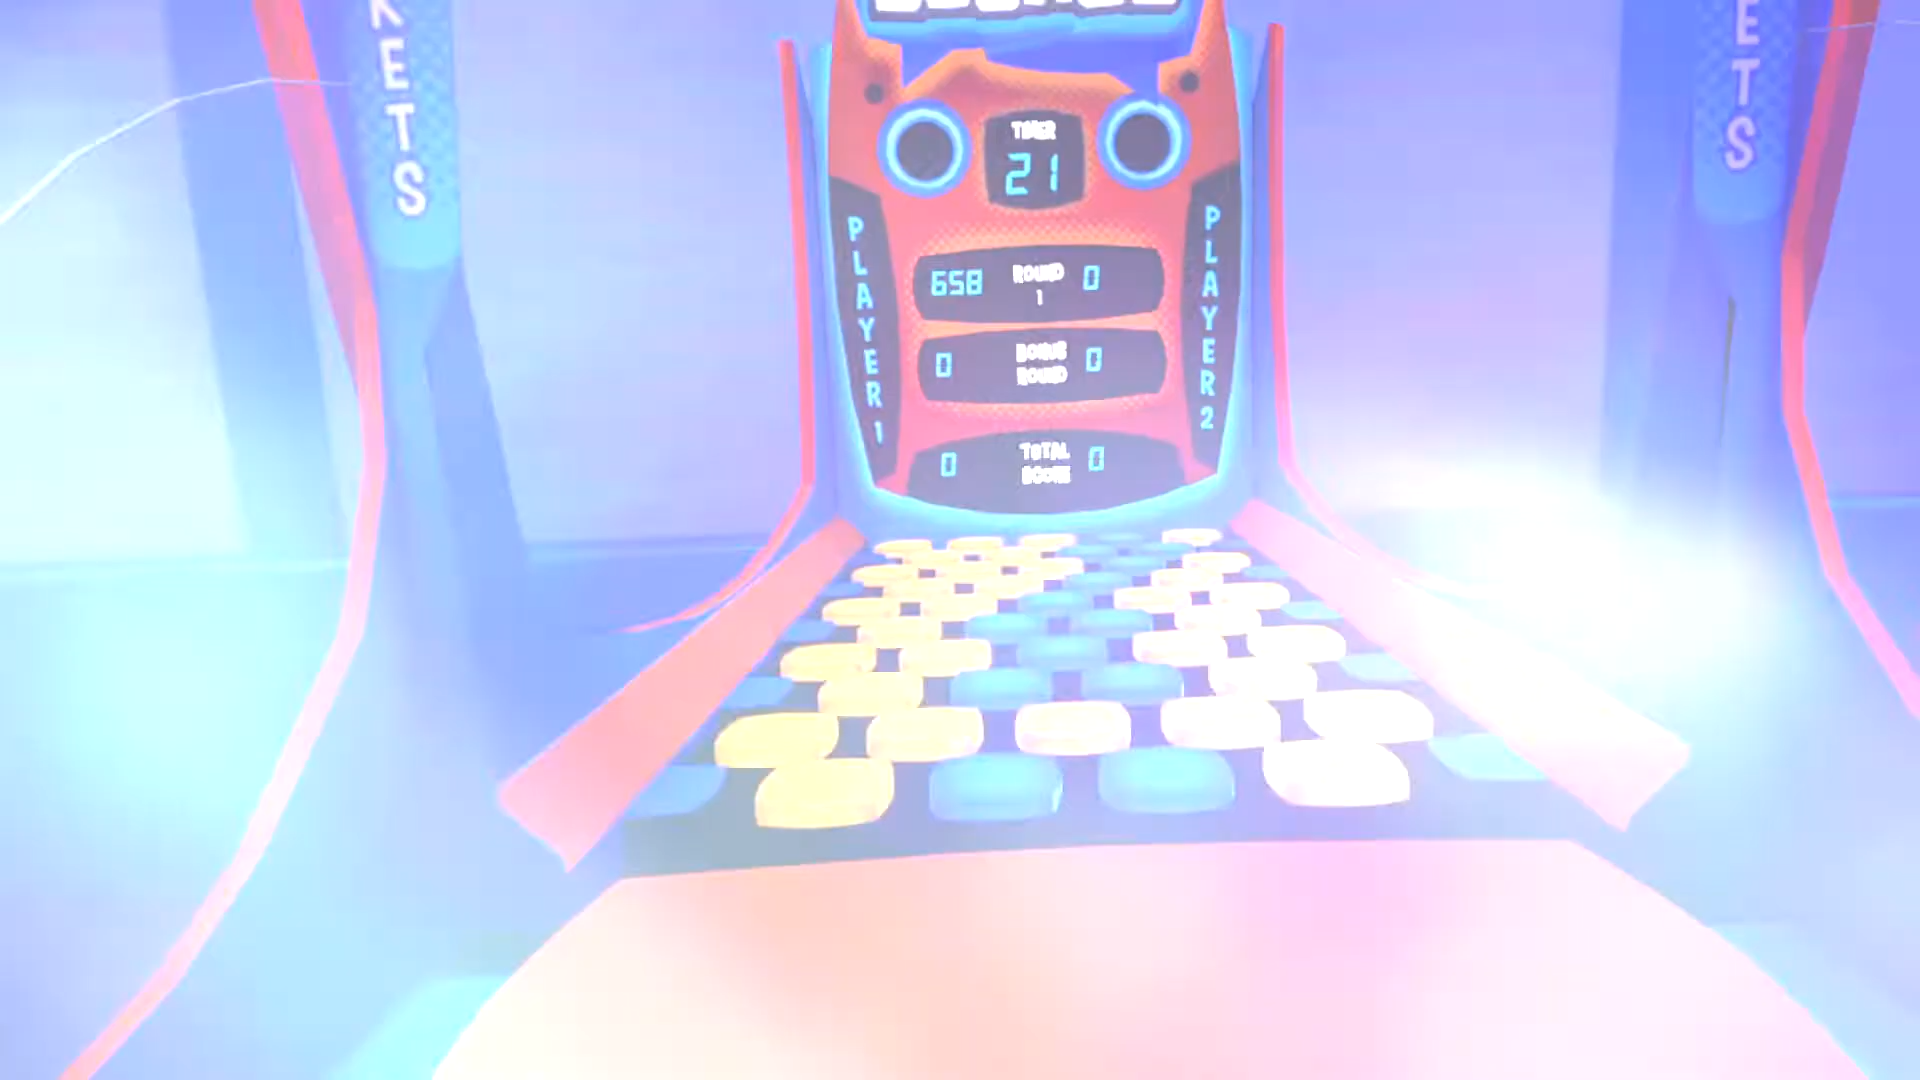 KETS
ETS
TIMER
21
PLAYER 1
PLAYER 2
658 ROUND 0
1
0 BONUS 0
ROUND
0 TOTAL 0
SCORE